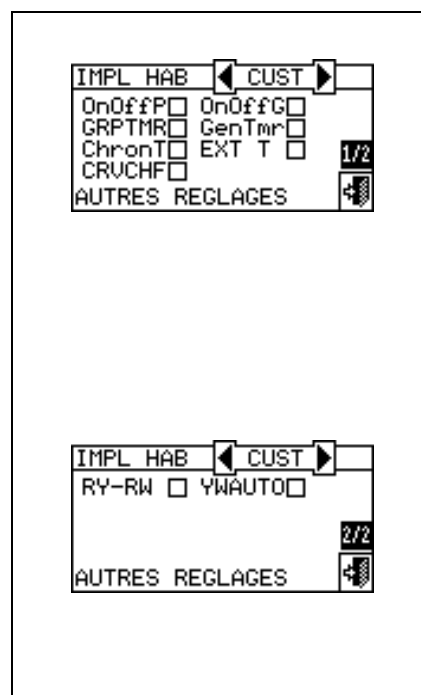 IMPL HAB CUST
OnOffP OnOffG
GRPTMR GenTmr
ChronT EXT T
1/2
CRVCHF
AUTRES REGLAGES
IMPL HAB CUST
RY-RW YWAUTO
2/2
AUTRES REGLAGES